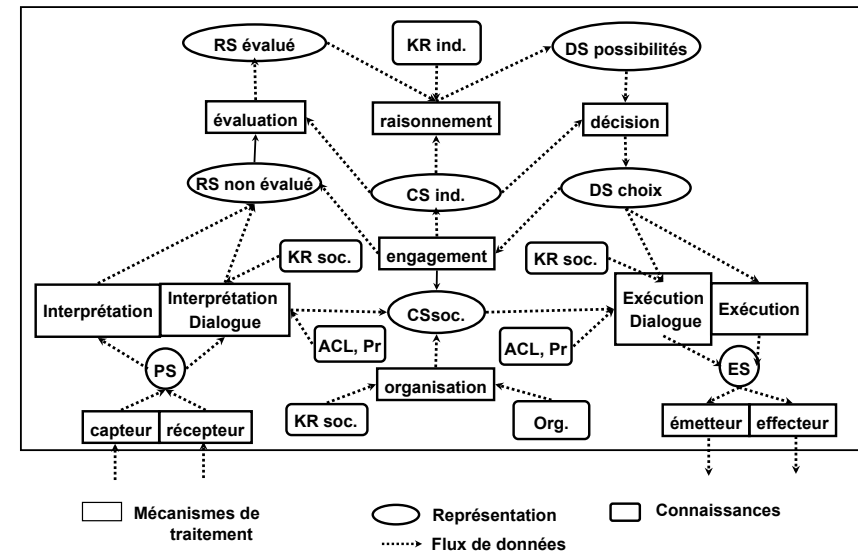 RS évalué
KR ind.
DS possibilités
évaluation
raisonnement
décision
RS non évalué
CS ind.
DS choix
KR soc.
engagement
KR soc.
Interprétation
Interprétation
Dialogue
CSsoc.
Exécution
Dialogue
Exécution
ACL, Pr
ACL, Pr
PS
ES
organisation
capteur
récepteur
KR soc.
Org.
émetteur
effecteur
Mécanismes de
traitement
Représentation
Connaissances
Flux de données